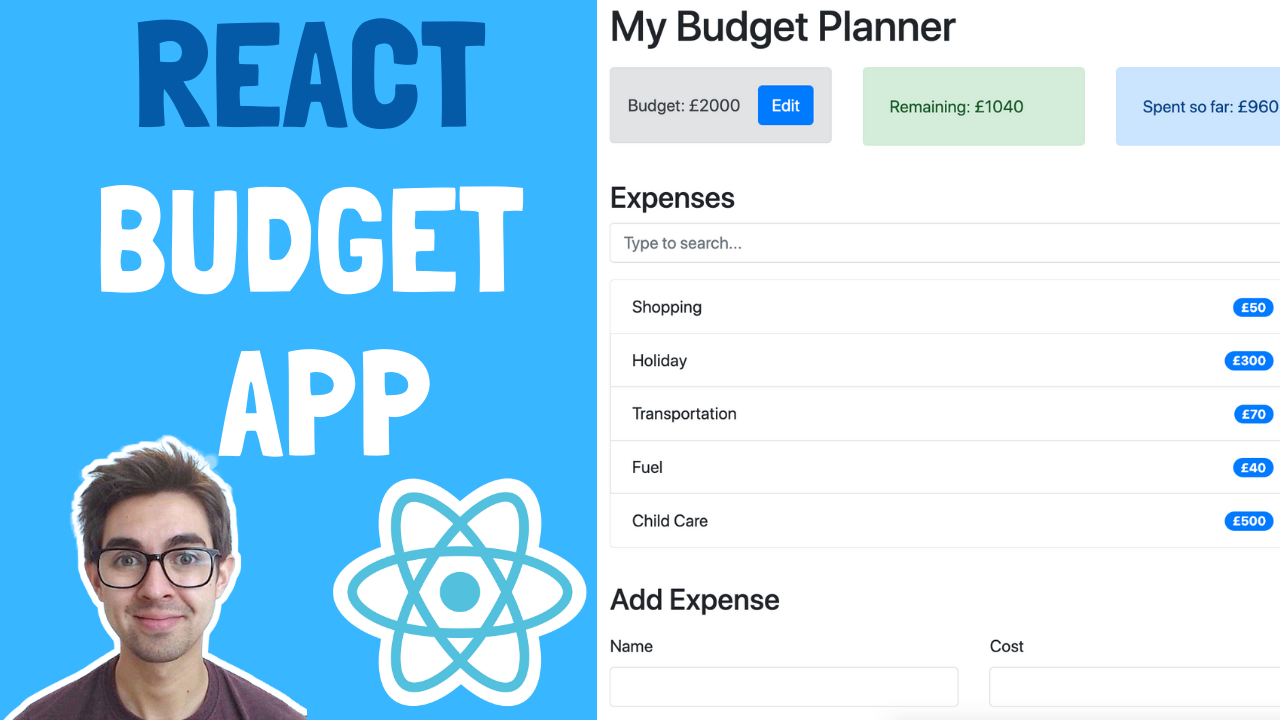 REACT
BUDGET
APP
My Budget Planner
Budget: £2000 Edit Remaining: £1040 Spent so far: £960
Expenses
Type to search...
Shopping £50
Holiday £300
Transportation £70
Fuel £40
Child Care £500
Add Expense
Name Cost